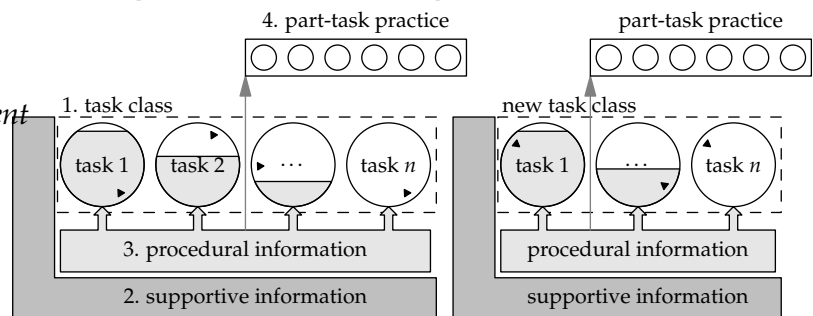 4. part-task practice
part-task practice
ent
1. task class
new task class
task 1
task 2
...
task n
task 1
...
task n
3. procedural information
procedural information
2. supportive information
supportive information